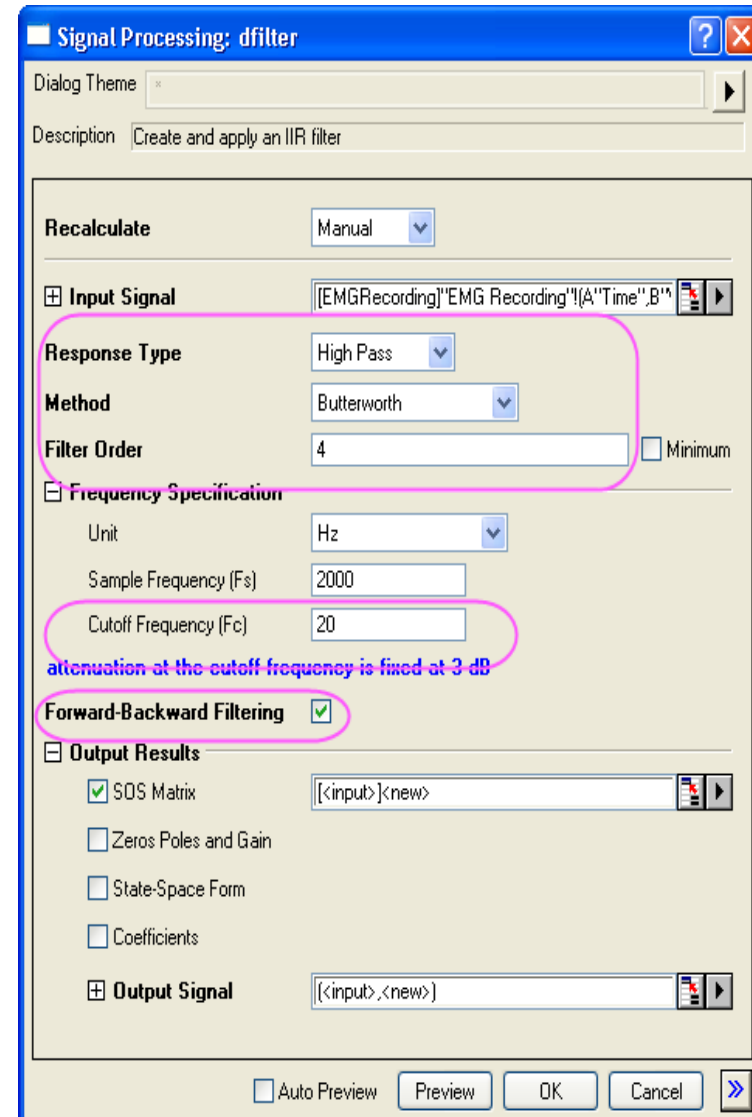 Signal Processing: dfilter
Dialog Theme *
Description Create and apply an IIR filter
Recalculate Manual
Input Signal [EMGRecording]"EMG Recording"!(A"Time",B"
Response Type High Pass
Method Butterworth
Filter Order 4 Minimum
Frequency Specification
Unit Hz
Sample Frequency (Fs) 2000
Cutoff Frequency (Fc) 20
attenuation at the cutoff frequency is fixed at 3 dB
Forward-Backward Filtering
Output Results
SOS Matrix [<input>]<new>
Zeros Poles and Gain
State-Space Form
Coefficients
Output Signal (<input>,<new>)
Auto Preview Preview OK Cancel